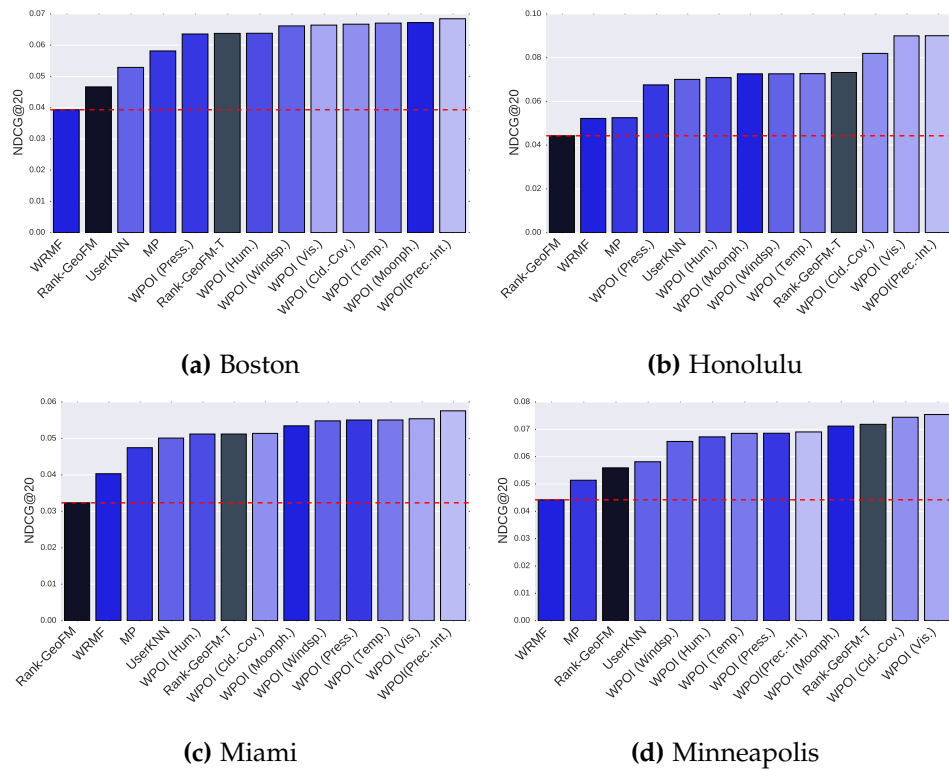 0.07
0.06
0.05
0.04
0.03
0.02
0.01
0.00
NDCG@20
WRMF
Rank-GeoFM
UserKNN
MP
WPOI (Press.)
Rank-GeoFM-T
WPOI (Hum.)
WPOI (Windsp.)
WPOI (Vis.)
WPOI (Cld.-Cov.)
WPOI (Temp.)
WPOI (Moonph.)
WPOI(Prec.-Int.)
(a) Boston
0.10
0.08
0.06
0.04
0.02
0.00
NDCG@20
Rank-GeoFM
WRMF
MP
WPOI (Press.)
UserKNN
WPOI (Hum.)
WPOI (Moonph.)
WPOI (Windsp.)
WPOI (Temp.)
Rank-GeoFM-T
WPOI (Cld.-Cov.)
WPOI (Vis.)
WPOI(Prec.-Int.)
(b) Honolulu
0.06
0.05
0.04
0.03
0.02
0.01
0.00
NDCG@20
Rank-GeoFM
WRMF
MP
UserKNN
WPOI (Hum.)
Rank-GeoFM-T
WPOI (Cld.-Cov.)
WPOI (Moonph.)
WPOI (Windsp.)
WPOI (Press.)
WPOI (Temp.)
WPOI (Vis.)
WPOI(Prec.-Int.)
(c) Miami
0.08
0.07
0.06
0.05
0.04
0.03
0.02
0.01
0.00
NDCG@20
WRMF
MP
Rank-GeoFM
UserKNN
WPOI (Windsp.)
WPOI (Hum.)
WPOI (Temp.)
WPOI (Press.)
WPOI(Prec.-Int.)
WPOI (Moonph.)
Rank-GeoFM-T
WPOI (Cld.-Cov.)
WPOI (Vis.)
(d) Minneapolis